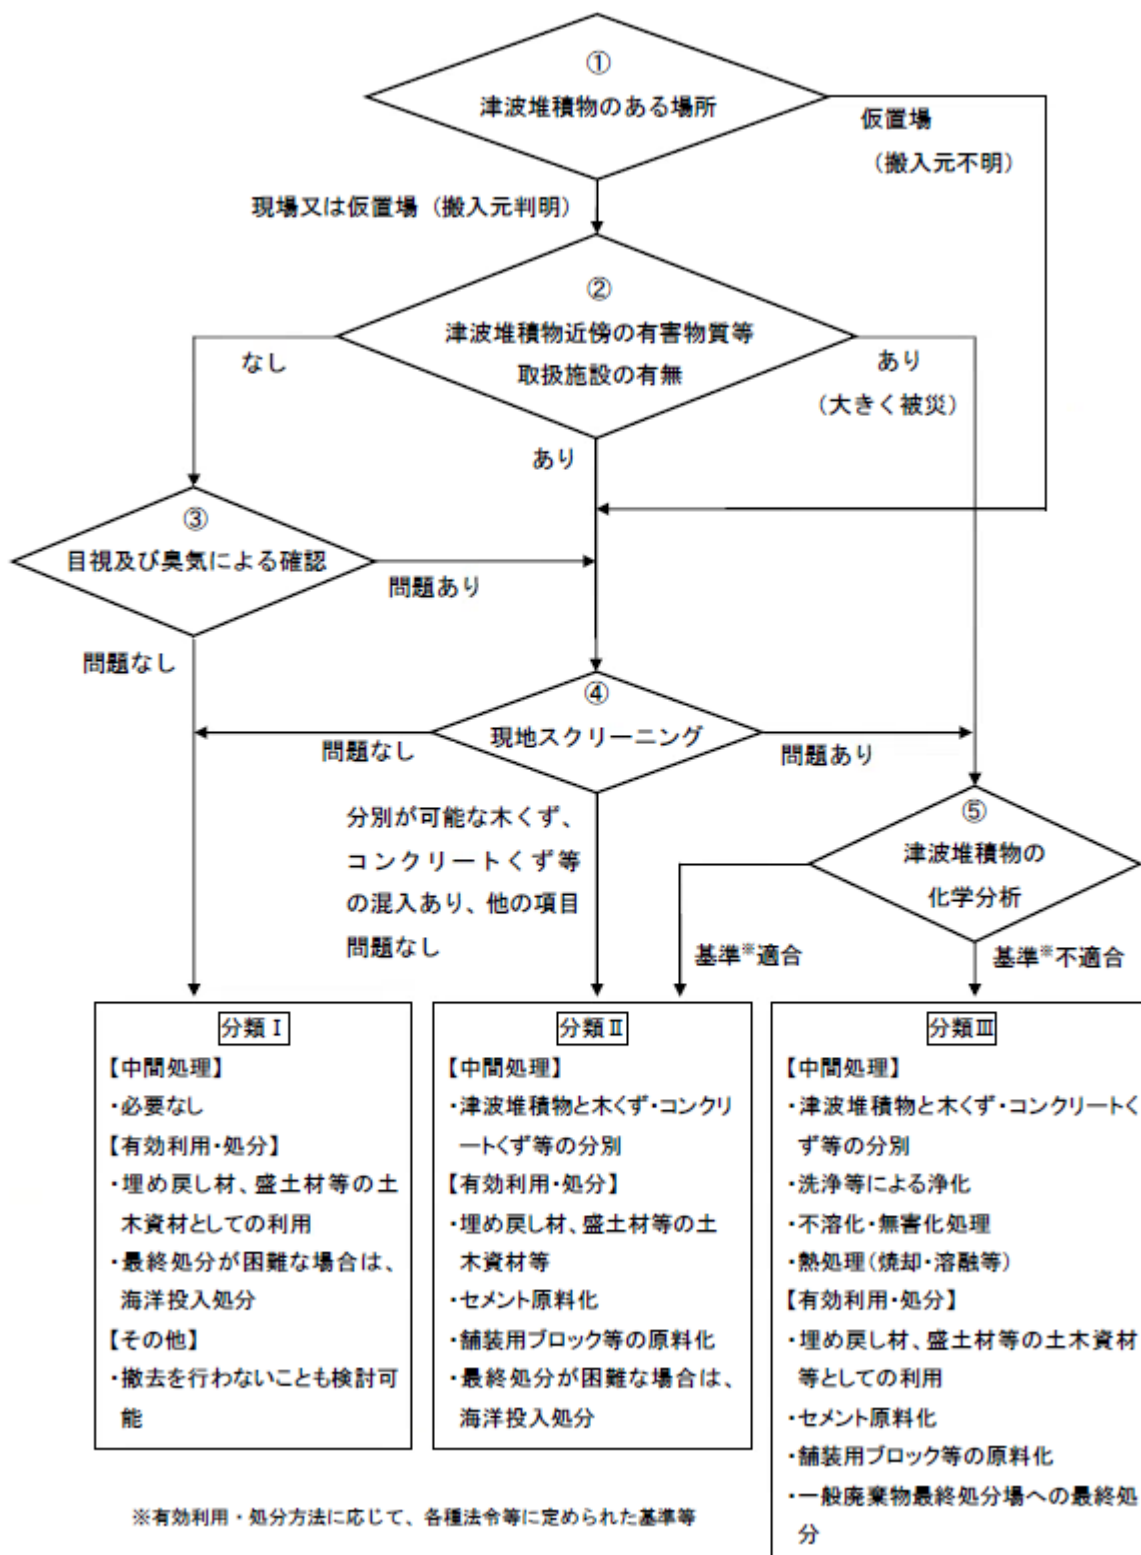 ①
津波堆積物のある場所
仮置場
（搬入元不明）
現場又は仮置場（搬入元判明）
②
津波堆積物近傍の有害物質等
取扱施設の有無
なし
あり
（大きく被災）
あり
③
目視及び臭気による確認
問題あり
問題なし
④
現地スクリーニング
問題なし
問題あり
分別が可能な木くず、
コンクリートくず等
の混入あり、他の項目
問題なし
⑤
津波堆積物の
化学分析
基準※適合
基準※不適合
分類Ⅰ
【中間処理】
・必要なし
【有効利用・処分】
・埋め戻し材、盛土材等の土
木資材としての利用
・最終処分が困難な場合は、
海洋投入処分
【その他】
・撤去を行わないことも検討可
能
分類Ⅱ
【中間処理】
・津波堆積物と木くず・コンクリ
ートくず等の分別
【有効利用・処分】
・埋め戻し材、盛土材等の土
木資材等
・セメント原料化
・舗装用ブロック等の原料化
・最終処分が困難な場合は、
海洋投入処分
分類Ⅲ
【中間処理】
・津波堆積物と木くず・コンクリートく
ず等の分別
・洗浄等による浄化
・不溶化・無害化処理
・熱処理（焼却・溶融等）
【有効利用・処分】
・埋め戻し材、盛土材等の土木資材
等としての利用
・セメント原料化
・舗装用ブロック等の原料化
・一般廃棄物最終処分場への最終処
分
※有効利用・処分方法に応じて、各種法令等に定められた基準等